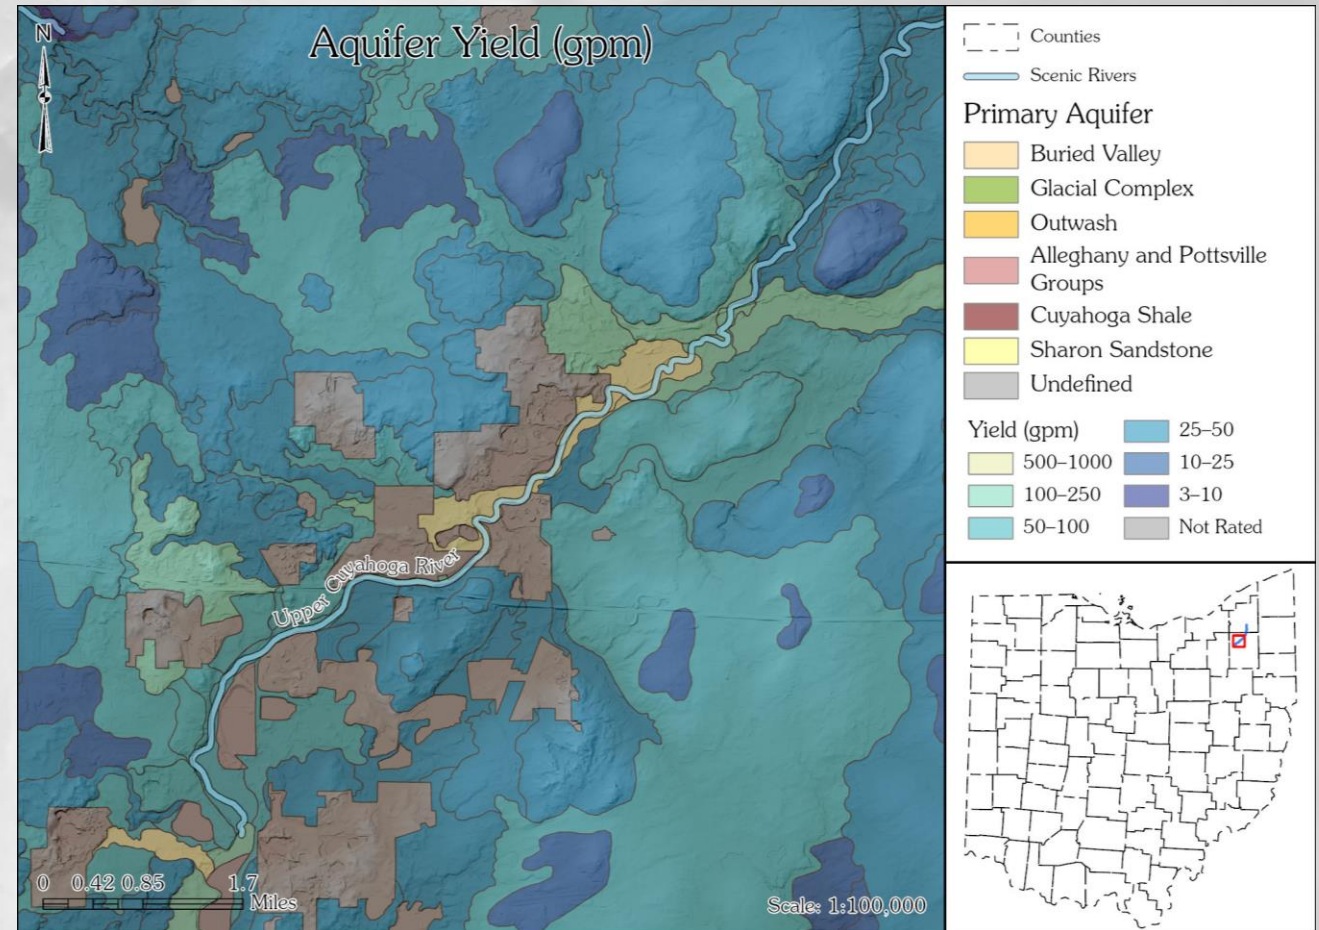 Aquifer Yield (gpm)
N
Upper Cuyahoga River
0 0.42 0.85 1.7
Miles
Scale: 1:100,000
Counties
Scenic Rivers
Primary Aquifer
Buried Valley
Glacial Complex
Outwash
Alleghany and Pottsville
Groups
Cuyahoga Shale
Sharon Sandstone
Undefined
Yield (gpm)
500–1000
100–250
50–100
25–50
10–25
3–10
Not Rated